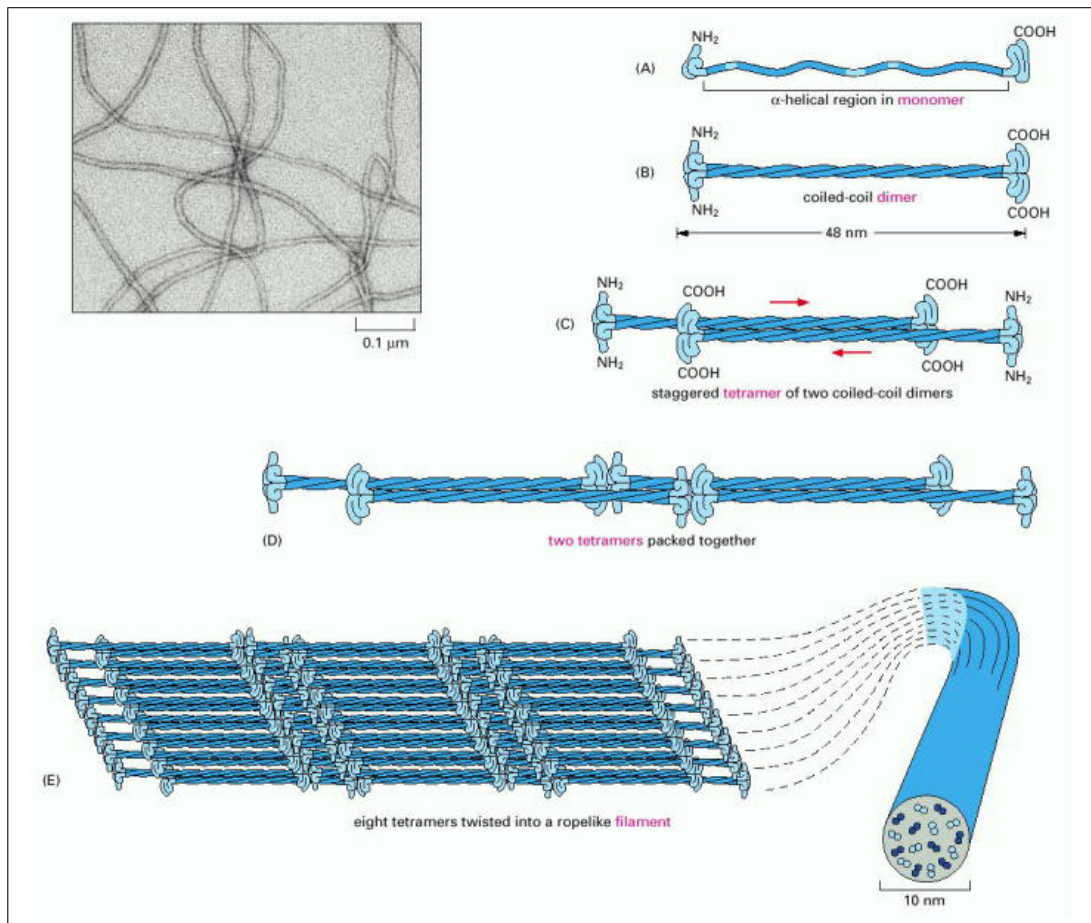 0.1 μm
NH₂
COOH
(A)
α-helical region in monomer
NH₂
COOH
(B)
coiled-coil dimer
NH₂
COOH
48 nm
NH₂
COOH
COOH
NH₂
(C)
NH₂
COOH
COOH
NH₂
staggered tetramer of two coiled-coil dimers
(D)
two tetramers packed together
(E)
eight tetramers twisted into a ropelike filament
10 nm